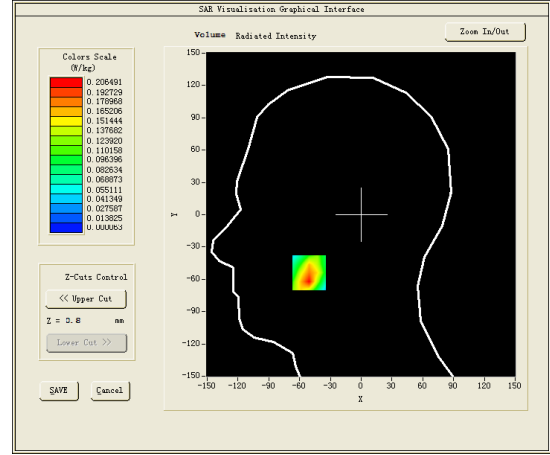 SAR Visualisation Graphical Interface
Colors Scale
(W/kg)
0.206491
0.192729
0.178968
0.165206
0.151444
0.137682
0.123920
0.110158
0.096396
0.082634
0.068873
0.055111
0.041349
0.027587
0.013825
0.000063
Z-Cuts Control
<< Upper Cut
Z = 0.8 mm
Lower Cut >>
SAVE Cancel
Volume Radiated Intensity
Zoom In/Out
150
120
90
60
30
0
-30
-60
-90
-120
-150
Y
-150 -120 -90 -60 -30 0 30 60 90 120 150
X